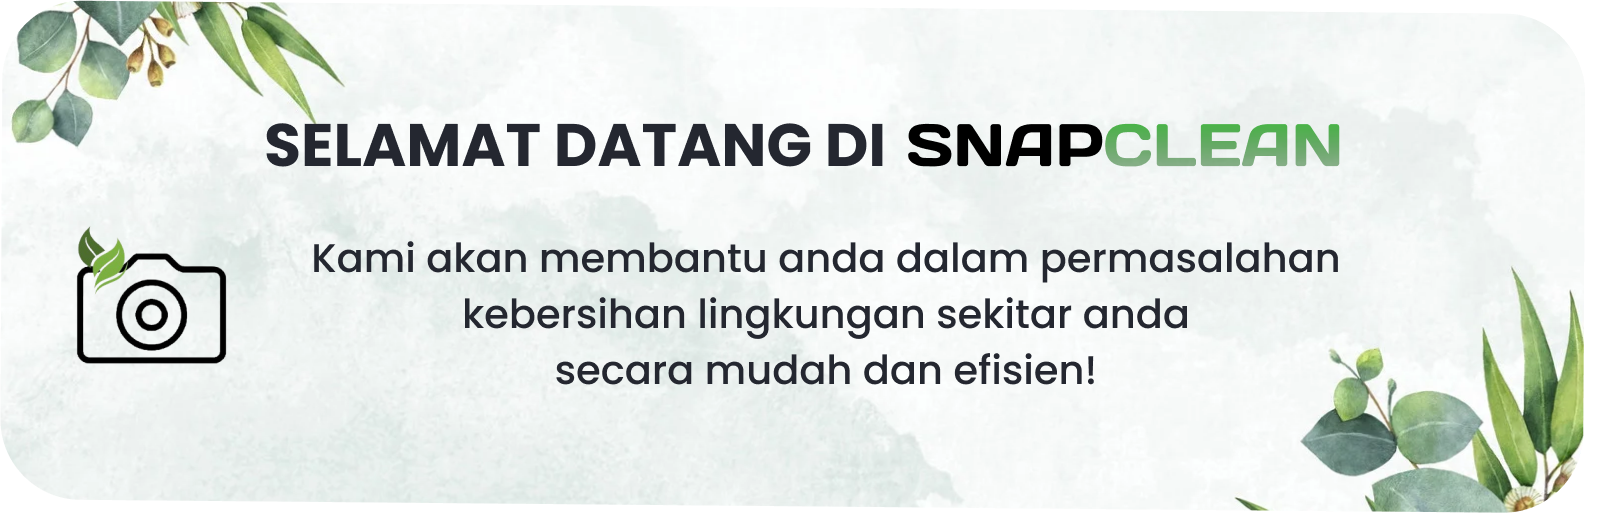 SELAMAT DATANG DI SNAPCLEAN
Kami akan membantu anda dalam permasalahan
kebersihan lingkungan sekitar anda
secara mudah dan efisien!